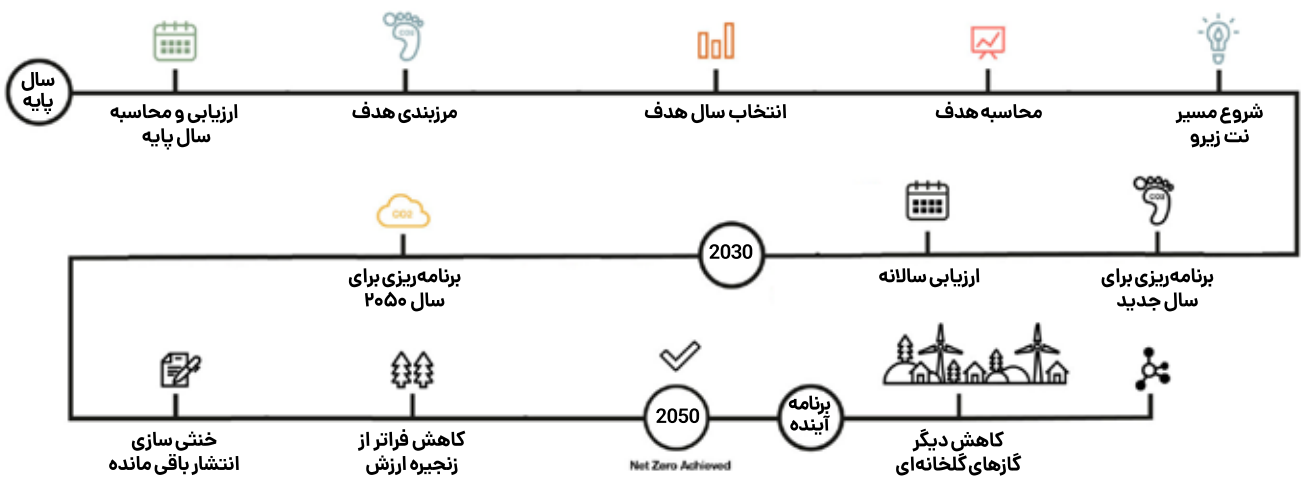 سال
پایه
ارزیابی و محاسبه
سال پایه
CO2
مرزبندی هدف
انتخاب سال هدف
محاسبه هدف
شروع مسیر
نت زیرو
CO2
برنامه‌ریزی برای
سال جدید
ارزیابی سالانه
2030
CO2
برنامه‌ریزی برای
سال ۲۰۵۰
خنثی سازی
انتشار باقی مانده
کاهش فراتر از
زنجیره ارزش
2050
Net Zero Achieved
برنامه
آینده
کاهش دیگر
گازهای گلخانه‌ای